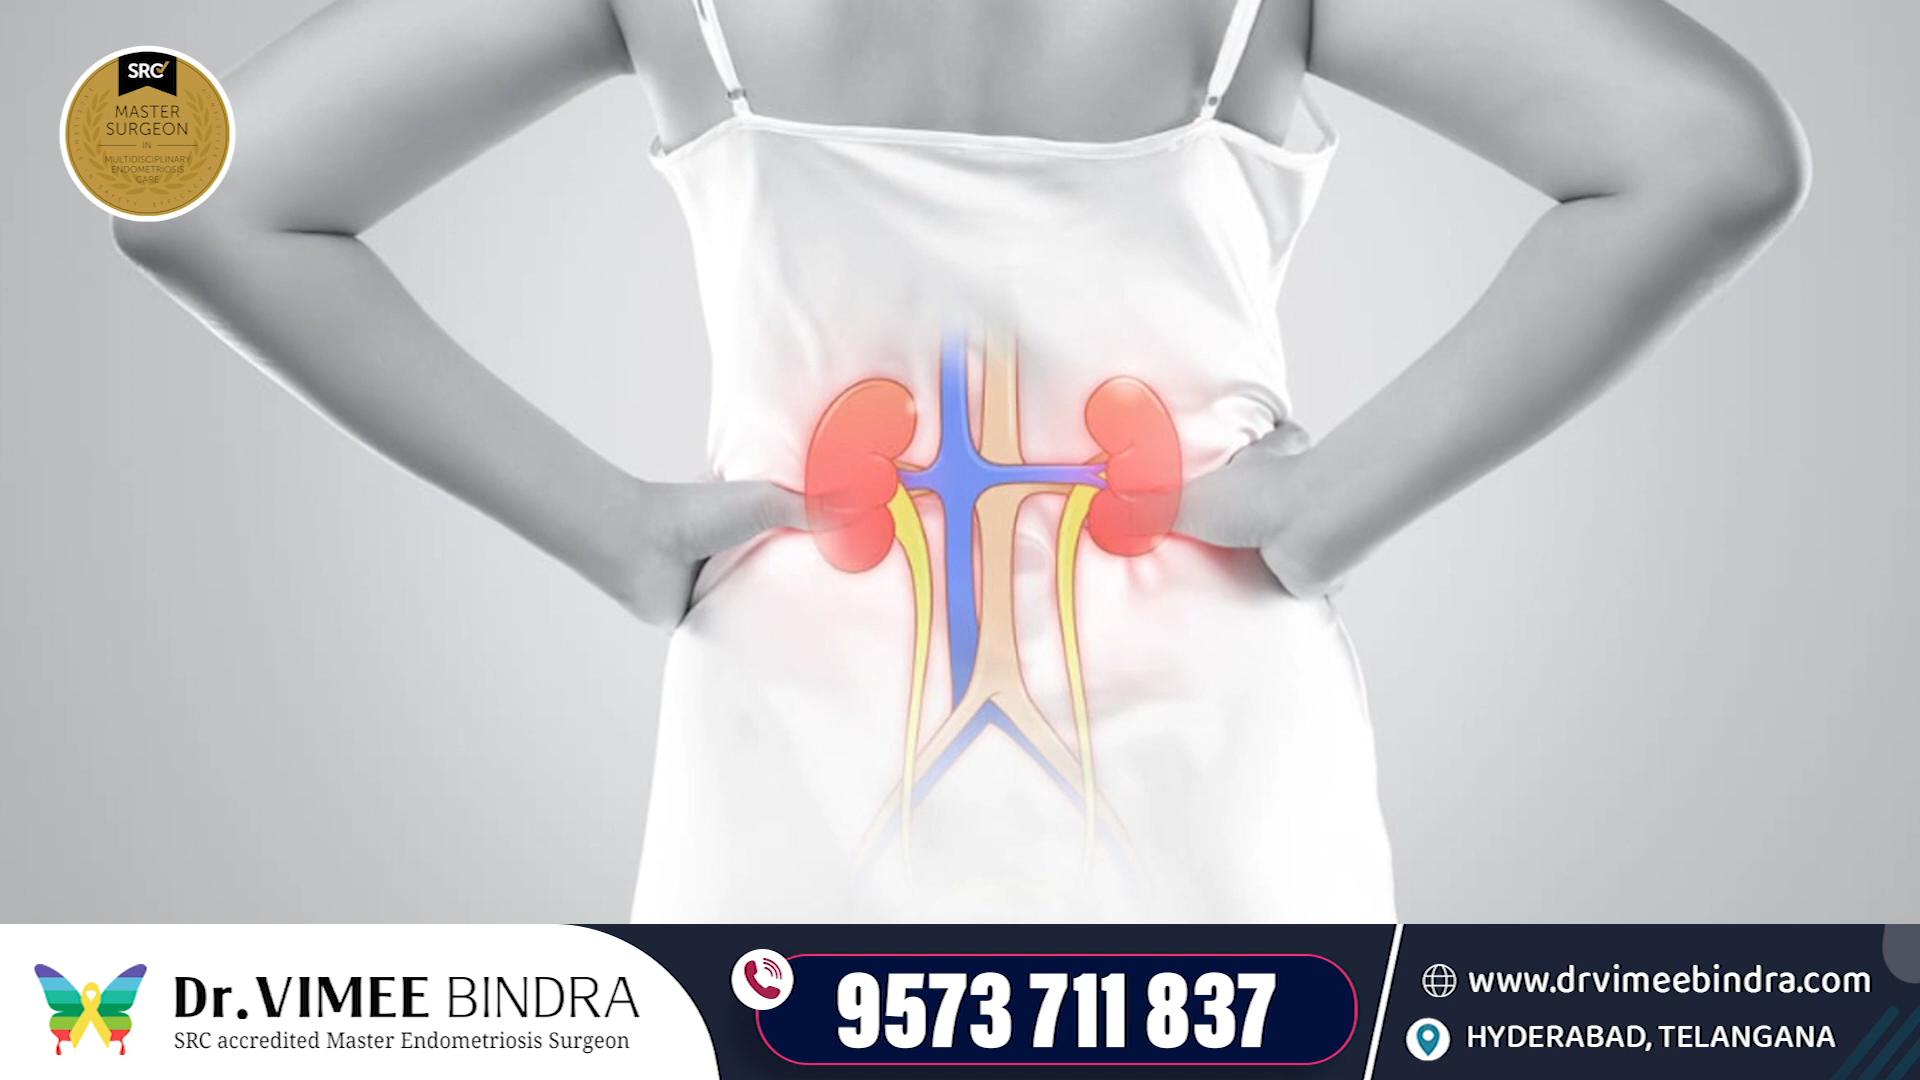 SRC
MASTER
SURGEON
IN
MULTIDISCIPLINARY
ENDOMETRIOSIS
CARE
Dr. VIMEE BINDRA
SRC accredited Master Endometriosis Surgeon
9573 711 837
www.drvimeebindra.com
HYDERABAD, TELANGANA